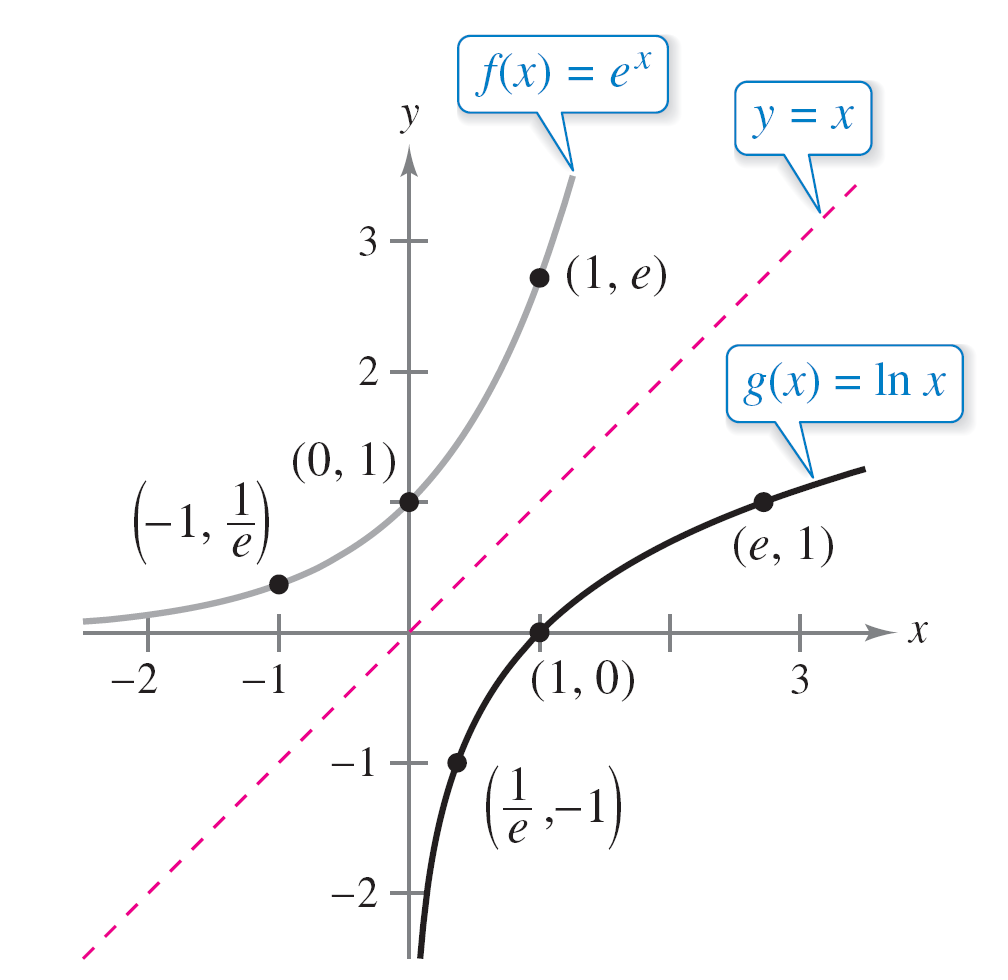 f(x) = e^x
y = x
y
3
(1, e)
2
g(x) = ln x
(0, 1)
(−1, 1/e)
(e, 1)
x
−2
−1
(1, 0)
3
−1
(1/e ,−1)
−2